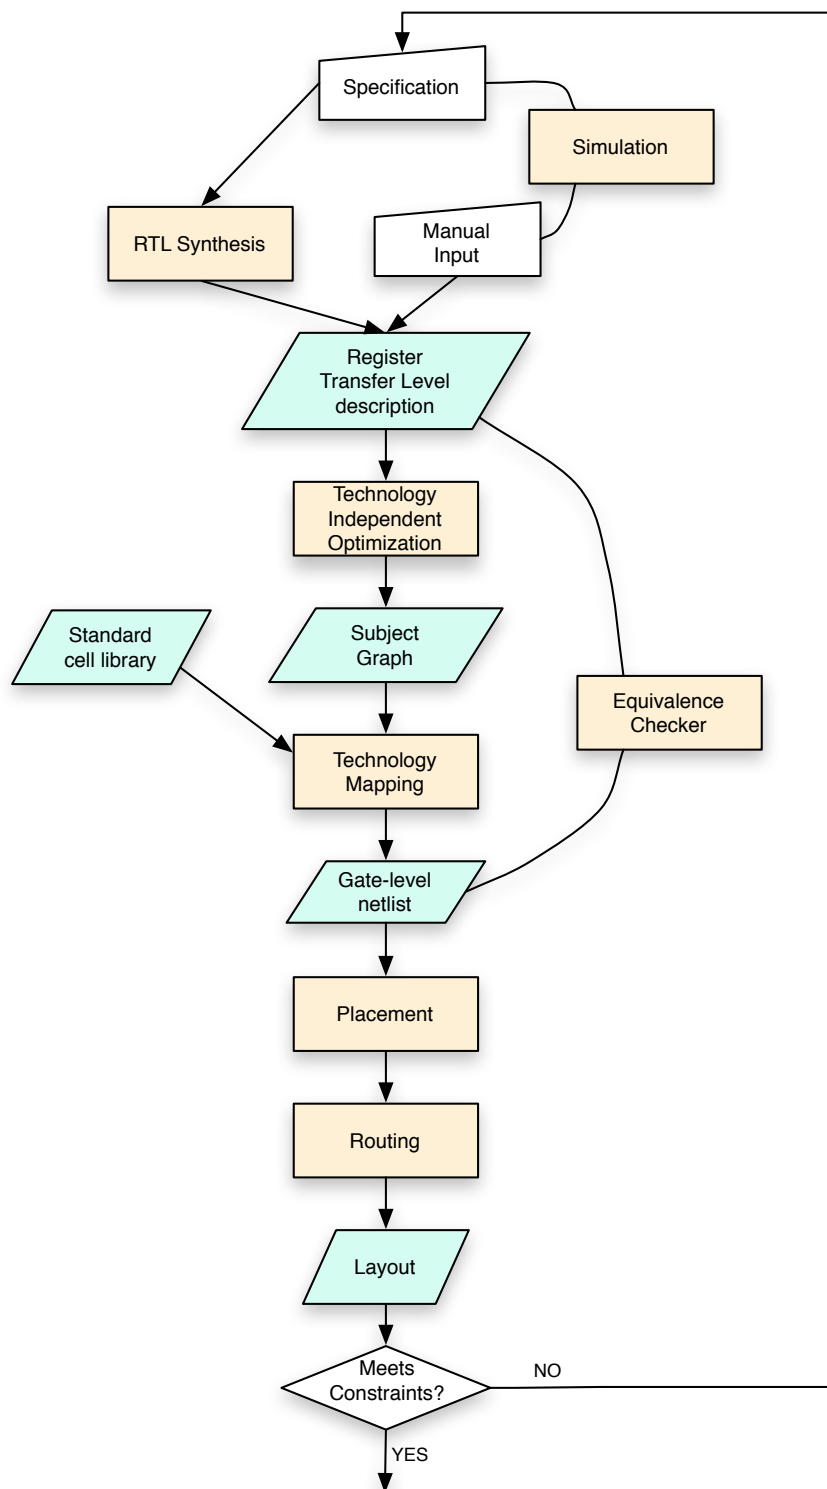 Specification
Simulation
RTL Synthesis
Manual
Input
Register
Transfer Level
description
Technology
Independent
Optimization
Standard
cell library
Subject
Graph
Equivalence
Checker
Technology
Mapping
Gate-level
netlist
Placement
Routing
Layout
Meets
Constraints?
NO
YES